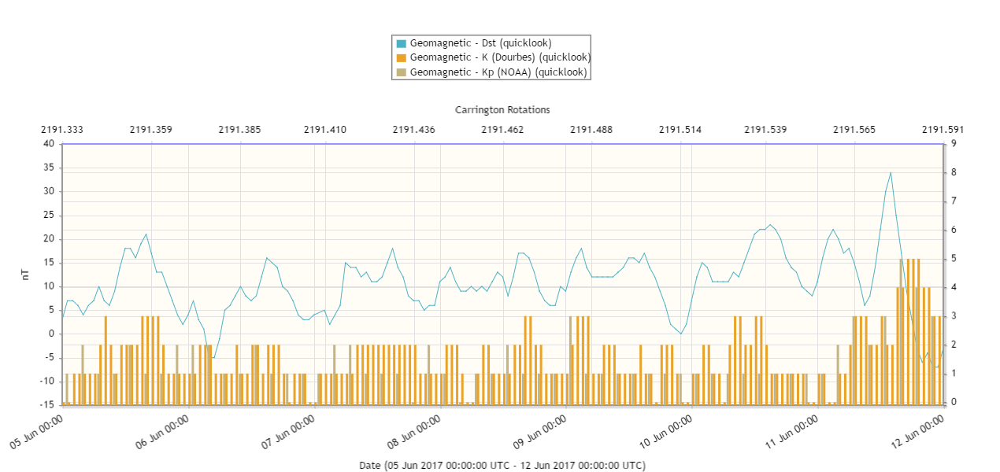 Geomagnetic - Dst (quicklook)
Geomagnetic - K (Dourbes) (quicklook)
Geomagnetic - Kp (NOAA) (quicklook)
Carrington Rotations
2191.333 2191.359 2191.385 2191.410 2191.436 2191.462 2191.488 2191.514 2191.539 2191.565 2191.591
40 9
35 8
30 7
25 6
20
15 5
10 4
5 3
0 2
-5
-10 1
-15 0
nT
05 Jun 00:00 06 Jun 00:00 07 Jun 00:00 08 Jun 00:00 09 Jun 00:00 10 Jun 00:00 11 Jun 00:00 12 Jun 00:00
Date (05 Jun 2017 00:00:00 UTC - 12 Jun 2017 00:00:00 UTC)